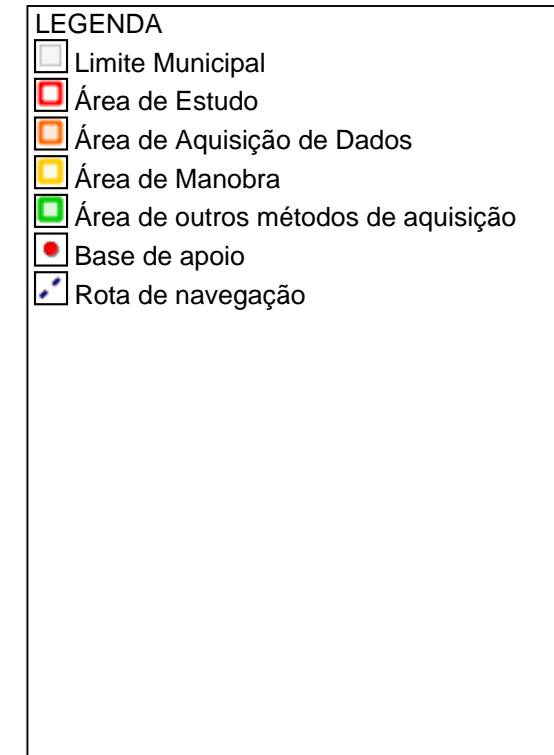 LEGENDA
Limite Municipal
Área de Estudo
Área de Aquisição de Dados
Área de Manobra
Área de outros métodos de aquisição
Base de apoio
Rota de navegação